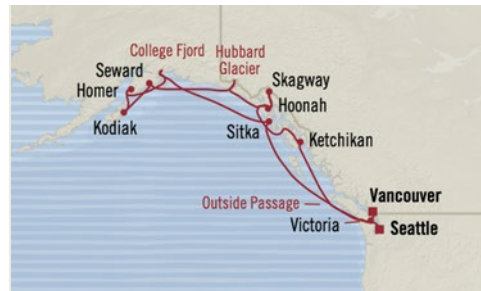 College Fjord
Hubbard
Glacier
Seward
Skagway
Homer
Hoonah
Kodiak
Sitka
Ketchikan
Outside Passage
Vancouver
Victoria
Seattle